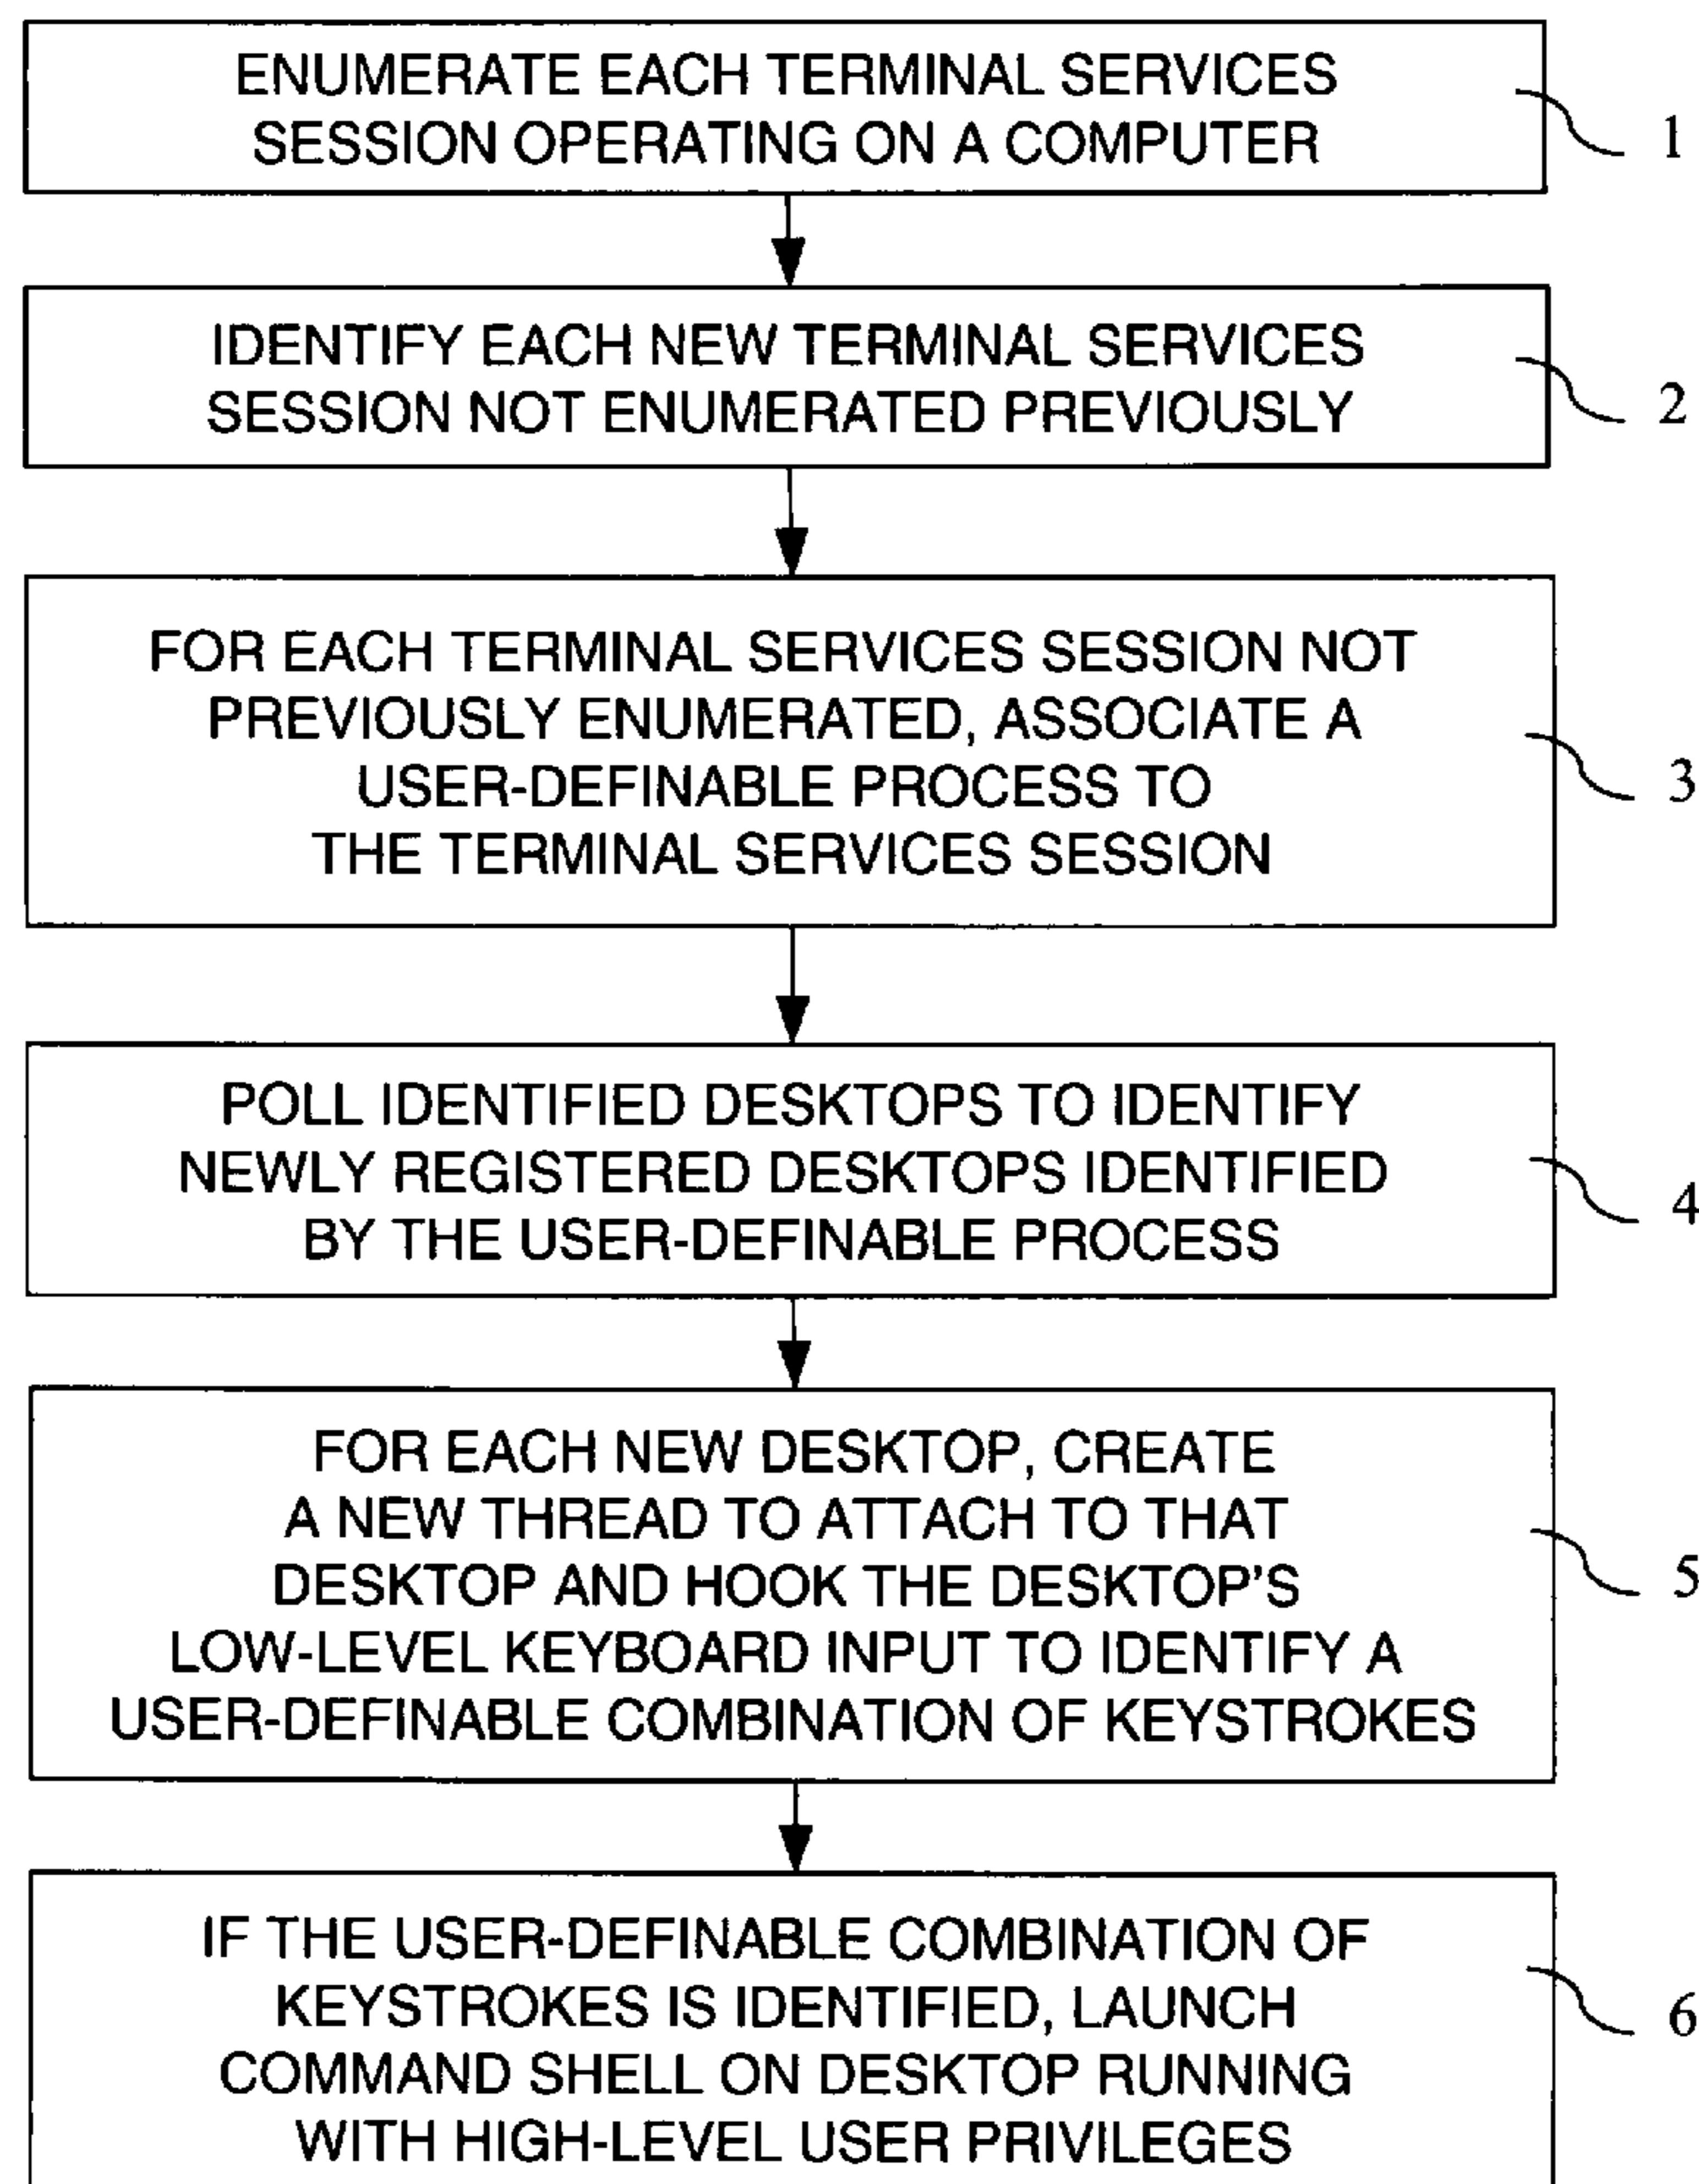 ENUMERATE EACH TERMINAL SERVICES
SESSION OPERATING ON A COMPUTER
1
IDENTIFY EACH NEW TERMINAL SERVICES
SESSION NOT ENUMERATED PREVIOUSLY
2
FOR EACH TERMINAL SERVICES SESSION NOT
PREVIOUSLY ENUMERATED, ASSOCIATE A
USER-DEFINABLE PROCESS TO
THE TERMINAL SERVICES SESSION
3
POLL IDENTIFIED DESKTOPS TO IDENTIFY
NEWLY REGISTERED DESKTOPS IDENTIFIED
BY THE USER-DEFINABLE PROCESS
4
FOR EACH NEW DESKTOP, CREATE
A NEW THREAD TO ATTACH TO THAT
DESKTOP AND HOOK THE DESKTOP'S
LOW-LEVEL KEYBOARD INPUT TO IDENTIFY A
USER-DEFINABLE COMBINATION OF KEYSTROKES
5
IF THE USER-DEFINABLE COMBINATION OF
KEYSTROKES IS IDENTIFIED, LAUNCH
COMMAND SHELL ON DESKTOP RUNNING
WITH HIGH-LEVEL USER PRIVILEGES
6